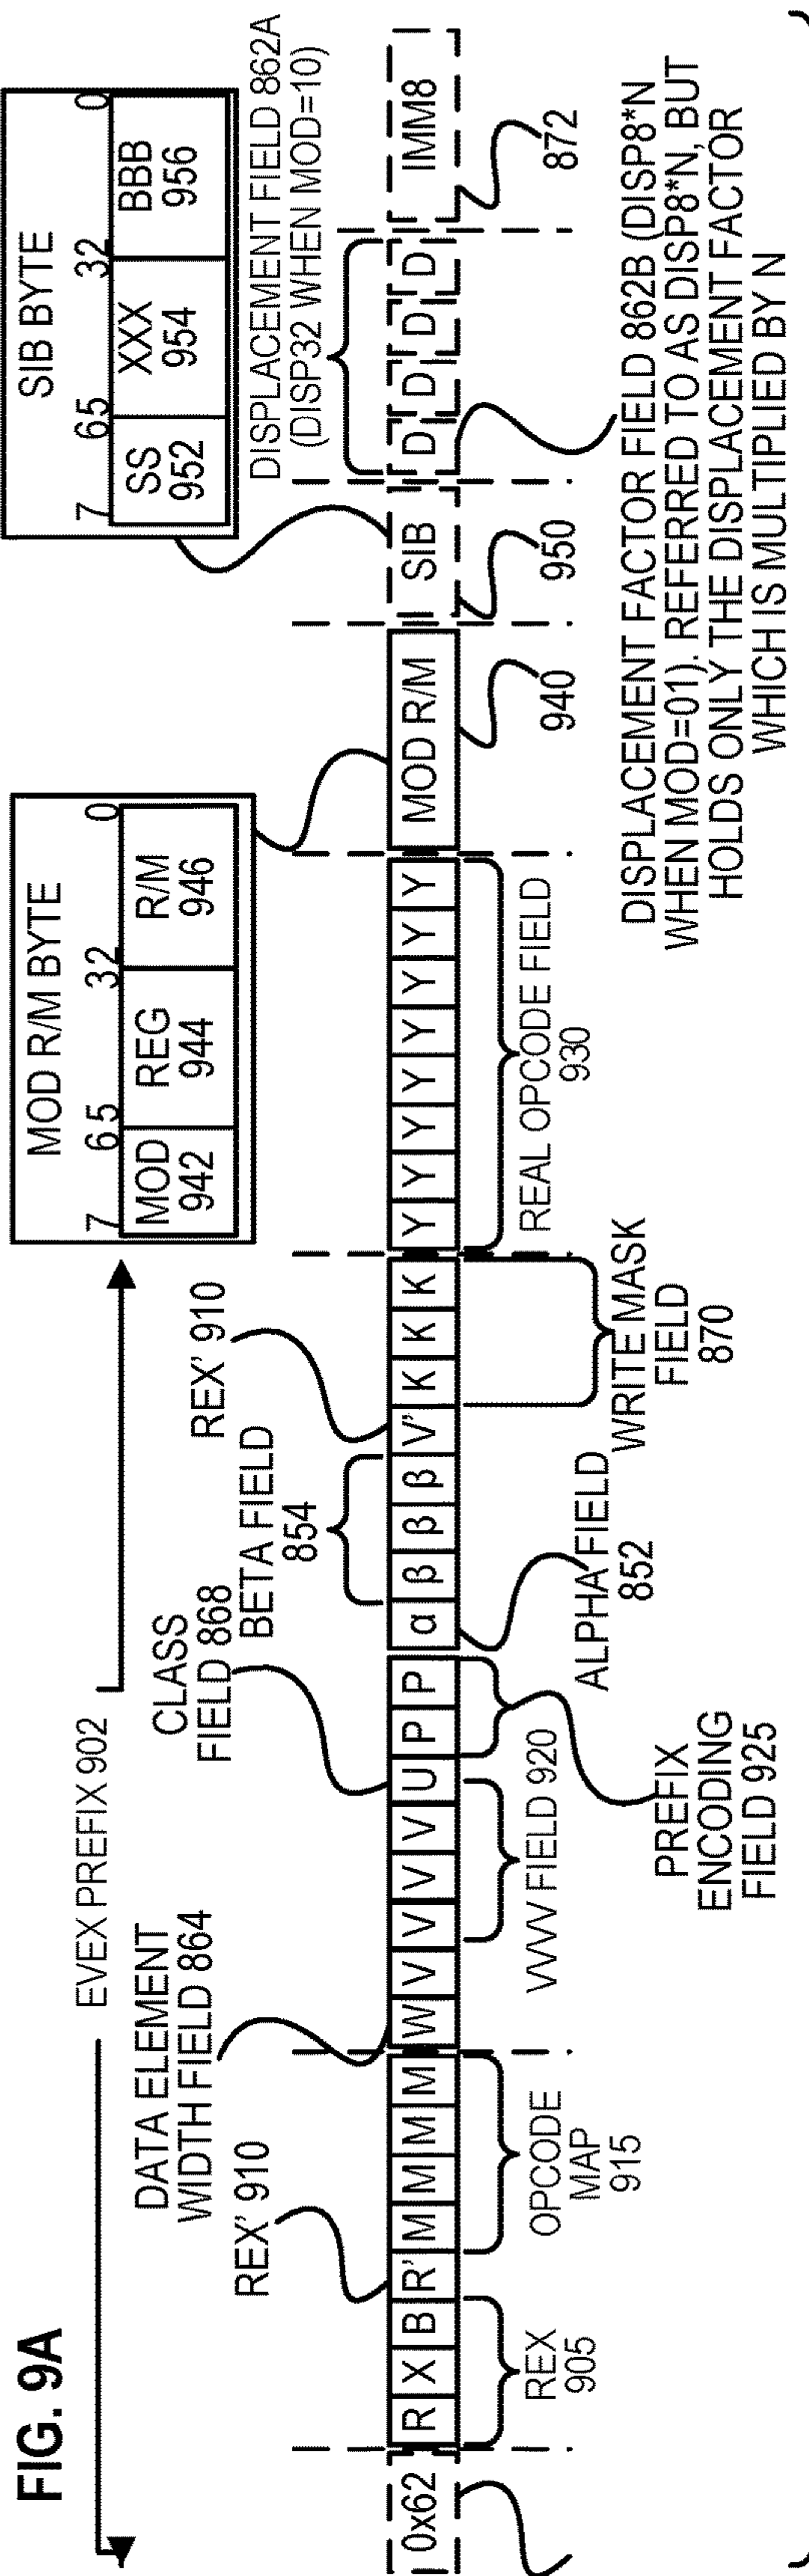 FIG. 9A
EVEX PREFIX 902
MOD R/M BYTE
7 6 5 3 2 0
MOD
942
REG
944
R/M
946
SIB BYTE
7 6 5 3 2 0
SS
952
XXX
954
BBB
956
REX' 910
DATA ELEMENT
WIDTH FIELD 864
CLASS
FIELD 868
BETA FIELD
854
REX' 910
DISPLACEMENT FIELD 862A
(DISP32 WHEN MOD=10)
0x62 R X B R' M M M M W V V V V U P P α β β β V' K K K Y Y Y Y Y Y Y Y MOD R/M SIB D D D D IMM8
REX
905
OPCODE
MAP
915
VVVV FIELD 920
PREFIX
ENCODING
FIELD 925
ALPHA FIELD
852
WRITE MASK
FIELD
870
REAL OPCODE FIELD
930
940
950
872
DISPLACEMENT FACTOR FIELD 862B (DISP8*N
WHEN MOD=01). REFERRED TO AS DISP8*N, BUT
HOLDS ONLY THE DISPLACEMENT FACTOR
WHICH IS MULTIPLIED BY N